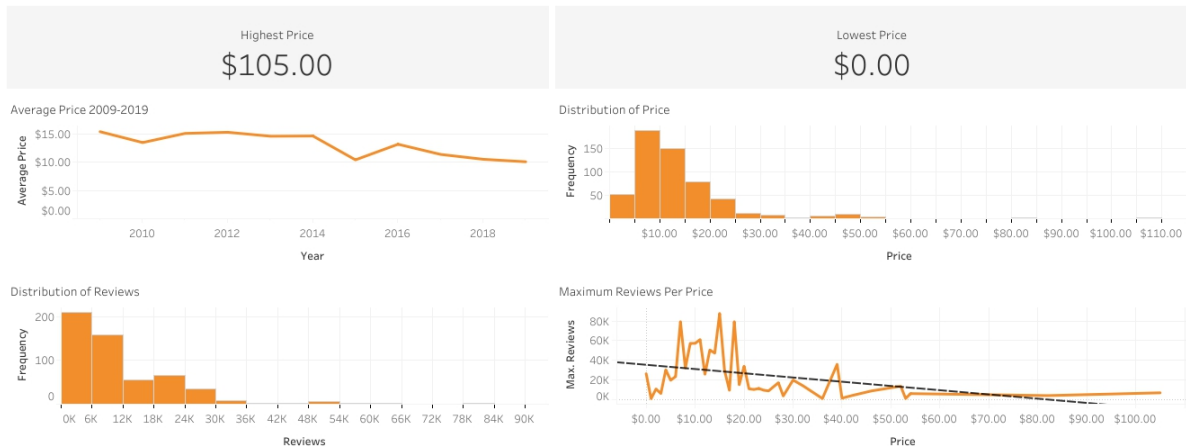 Highest Price
$105.00
Lowest Price
$0.00
Average Price 2009-2019
Average Price
$15.00
$10.00
$5.00
$0.00
2010 2012 2014 2016 2018
Year
Distribution of Price
Frequency
150
100
50
$10.00 $20.00 $30.00 $40.00 $50.00 $60.00 $70.00 $80.00 $90.00 $100.00 $110.00
Price
Distribution of Reviews
Frequency
200
100
0
0K 6K 12K 18K 24K 30K 36K 42K 48K 54K 60K 66K 72K 78K 84K 90K
Reviews
Maximum Reviews Per Price
Max. Reviews
80K
60K
40K
20K
0K
$0.00 $10.00 $20.00 $30.00 $40.00 $50.00 $60.00 $70.00 $80.00 $90.00 $100.00
Price